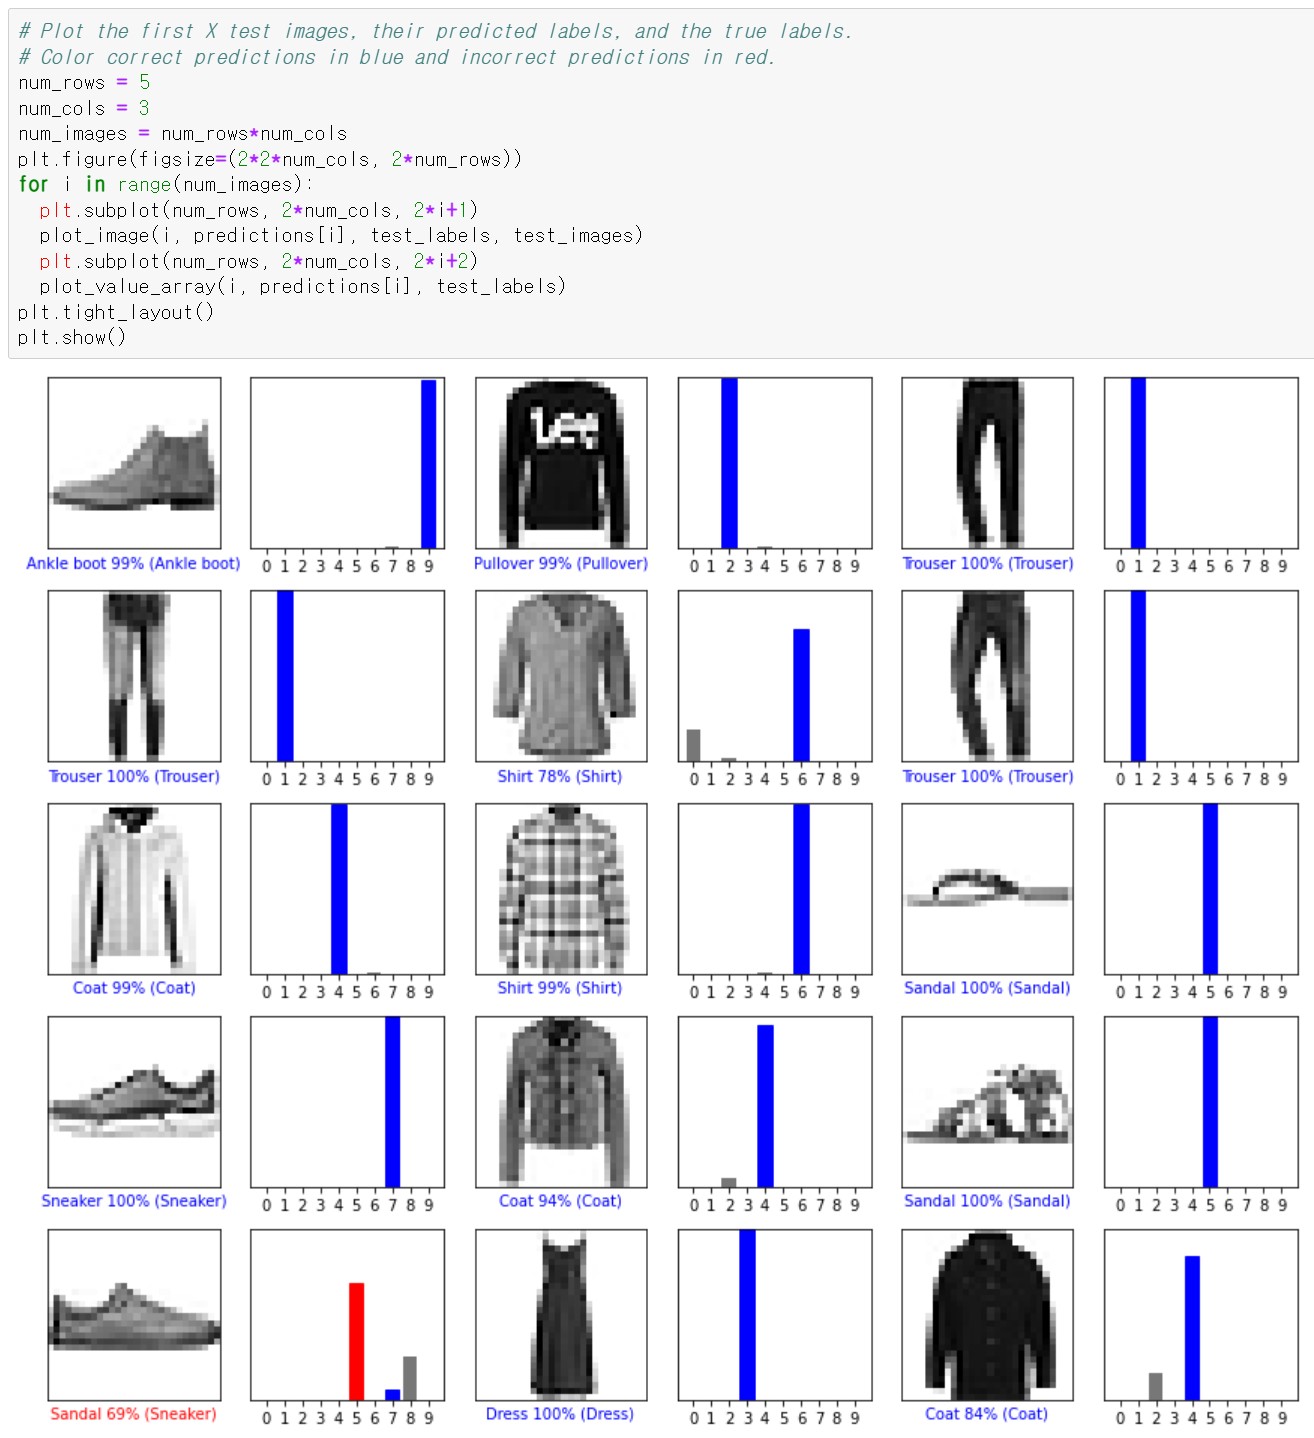 # Plot the first X test images, their predicted labels, and the true labels.
# Color correct predictions in blue and incorrect predictions in red.
num_rows = 5
num_cols = 3
num_images = num_rows*num_cols
plt.figure(figsize=(2*2*num_cols, 2*num_rows))
for i in range(num_images):
  plt.subplot(num_rows, 2*num_cols, 2*i+1)
  plot_image(i, predictions[i], test_labels, test_images)
  plt.subplot(num_rows, 2*num_cols, 2*i+2)
  plot_value_array(i, predictions[i], test_labels)
plt.tight_layout()
plt.show()
Lee
Ankle boot 99% (Ankle boot)
0 1 2 3 4 5 6 7 8 9
Pullover 99% (Pullover)
0 1 2 3 4 5 6 7 8 9
Trouser 100% (Trouser)
0 1 2 3 4 5 6 7 8 9
Trouser 100% (Trouser)
0 1 2 3 4 5 6 7 8 9
Shirt 78% (Shirt)
0 1 2 3 4 5 6 7 8 9
Trouser 100% (Trouser)
0 1 2 3 4 5 6 7 8 9
Coat 99% (Coat)
0 1 2 3 4 5 6 7 8 9
Shirt 99% (Shirt)
0 1 2 3 4 5 6 7 8 9
Sandal 100% (Sandal)
0 1 2 3 4 5 6 7 8 9
Sneaker 100% (Sneaker)
0 1 2 3 4 5 6 7 8 9
Coat 94% (Coat)
0 1 2 3 4 5 6 7 8 9
Sandal 100% (Sandal)
0 1 2 3 4 5 6 7 8 9
Sandal 69% (Sneaker)
0 1 2 3 4 5 6 7 8 9
Dress 100% (Dress)
0 1 2 3 4 5 6 7 8 9
Coat 84% (Coat)
0 1 2 3 4 5 6 7 8 9